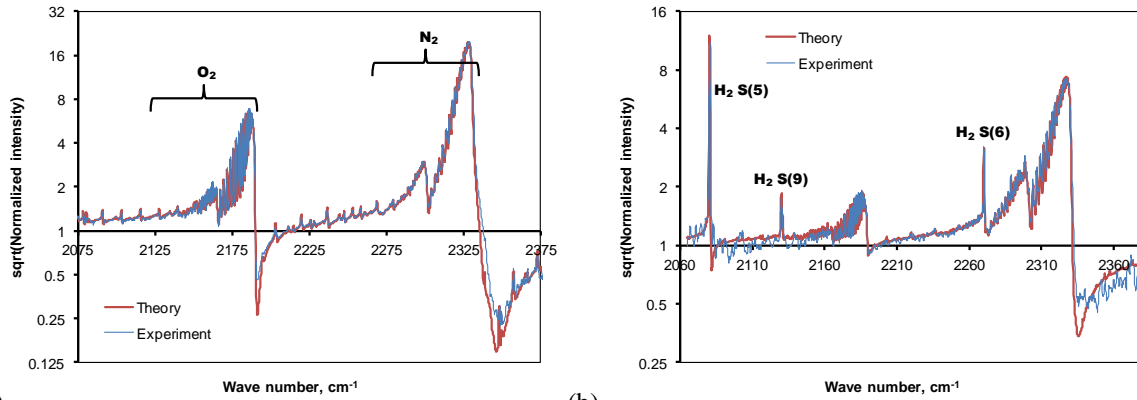 32
16
8
4
2
1
0.5
0.25
0.125
sqrt(Normalized intensity)
O₂
N₂
2075 2125 2175 2225 2275 2325 2375
Theory
Experiment
Wave number, cm⁻¹
(b)
16
8
4
2
1
0.5
0.25
sqrt(Normalized intensity)
Theory
Experiment
H₂ S(5)
H₂ S(9)
H₂ S(6)
2060 2110 2160 2210 2260 2310 2360
Wave number, cm⁻¹